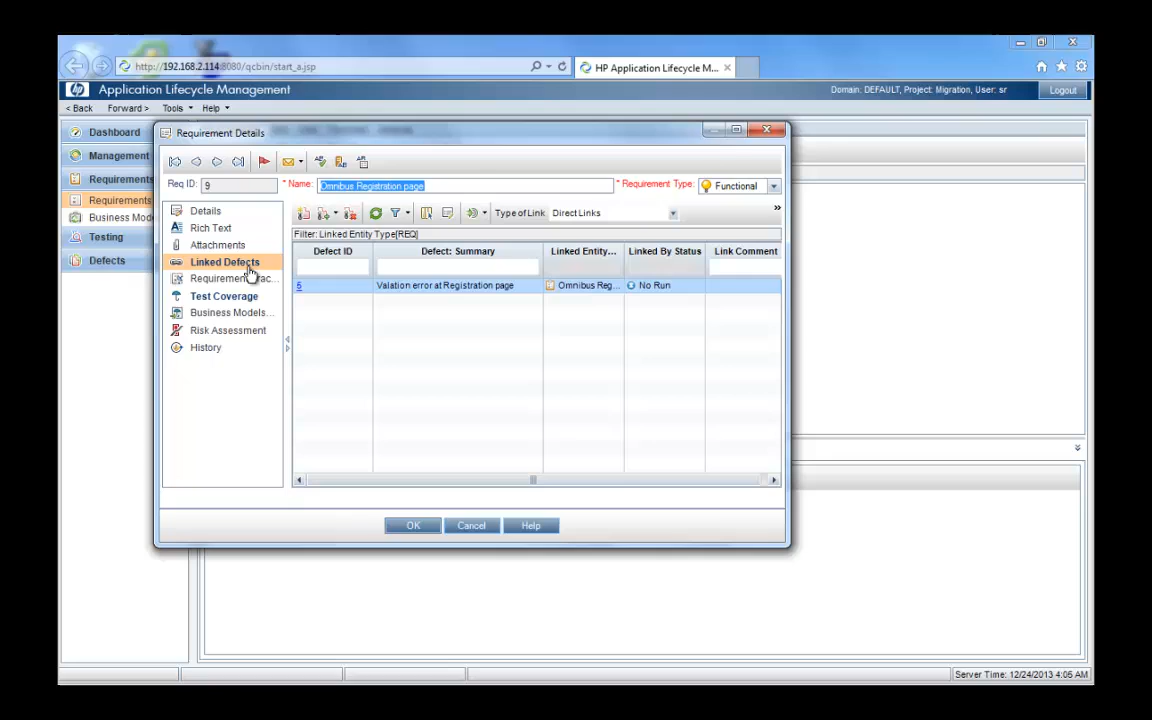 http://192.168.2.114:8080/qcbin/start_a.jsp
HP Application Lifecycle M...
Application Lifecycle Management
Domain: DEFAULT, Project: Migration, User: sr
Logout
< Back Forward > Tools Help
Dashboard
Management
Requirements
Requirements
Business Mode
Testing
Defects
Requirement Details
Req ID: 9
* Name: Omnibus Registration page
* Requirement Type: Functional
Details
Rich Text
Attachments
Linked Defects
Requirement Trac...
Test Coverage
Business Models...
Risk Assessment
History
Type of Link: Direct Links
»
Filter: Linked Entity Type[REQ]
Defect ID Defect: Summary Linked Entity... Linked By Status Link Comment
Valation error at Registration page Omnibus Reg... No Run
OK Cancel Help
Server Time: 12/24/2013 4:05 AM